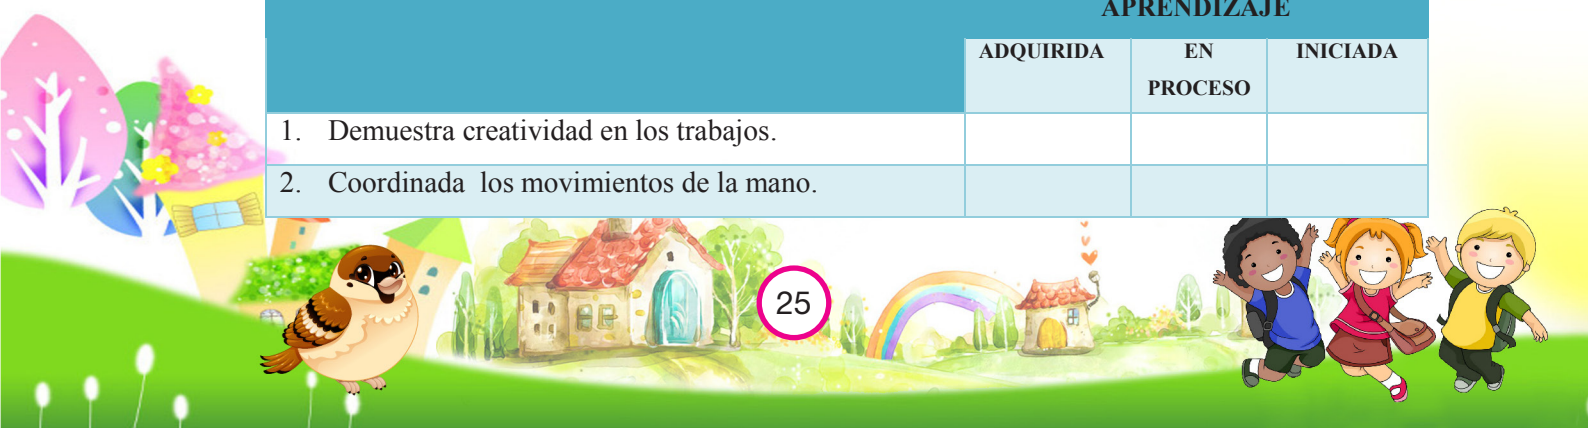 APRENDIZAJE
ADQUIRIDA EN INICIADA
PROCESO
1. Demuestra creatividad en los trabajos.
2. Coordinada los movimientos de la mano.
25